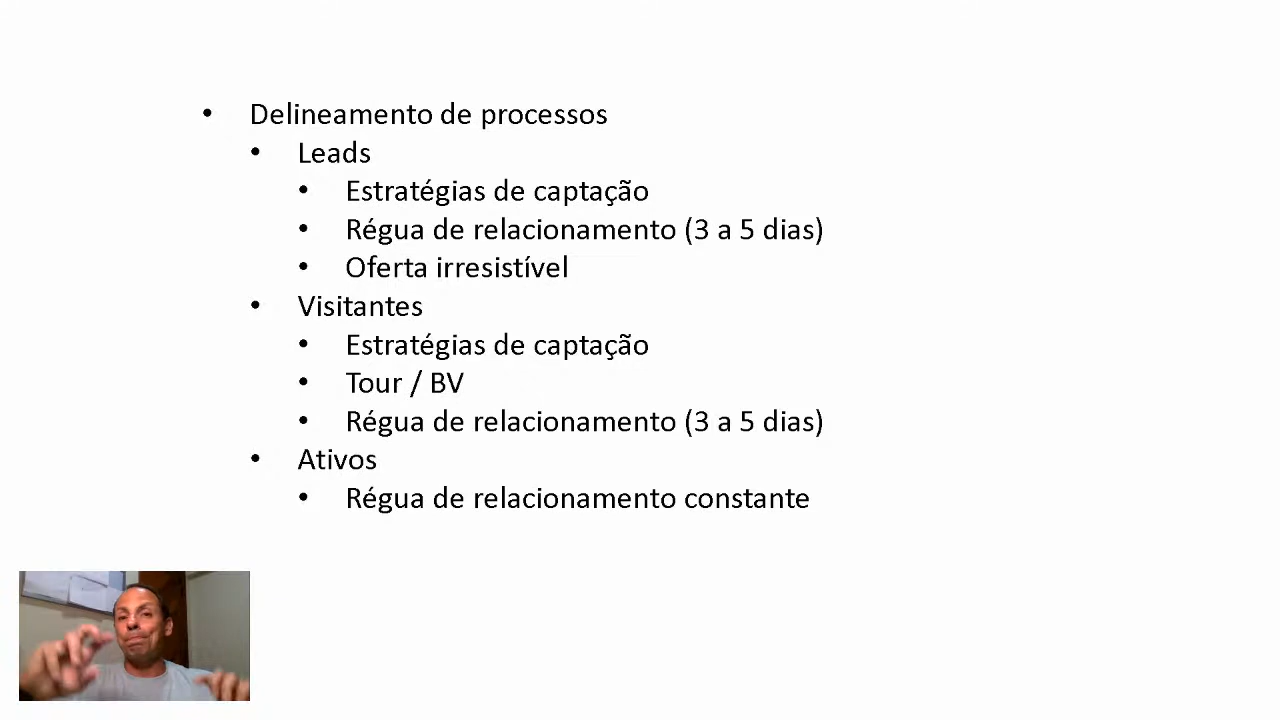 • Delineamento de processos
• Leads
• Estratégias de captação
• Régua de relacionamento (3 a 5 dias)
• Oferta irresistível
• Visitantes
• Estratégias de captação
• Tour / BV
• Régua de relacionamento (3 a 5 dias)
• Ativos
• Régua de relacionamento constante